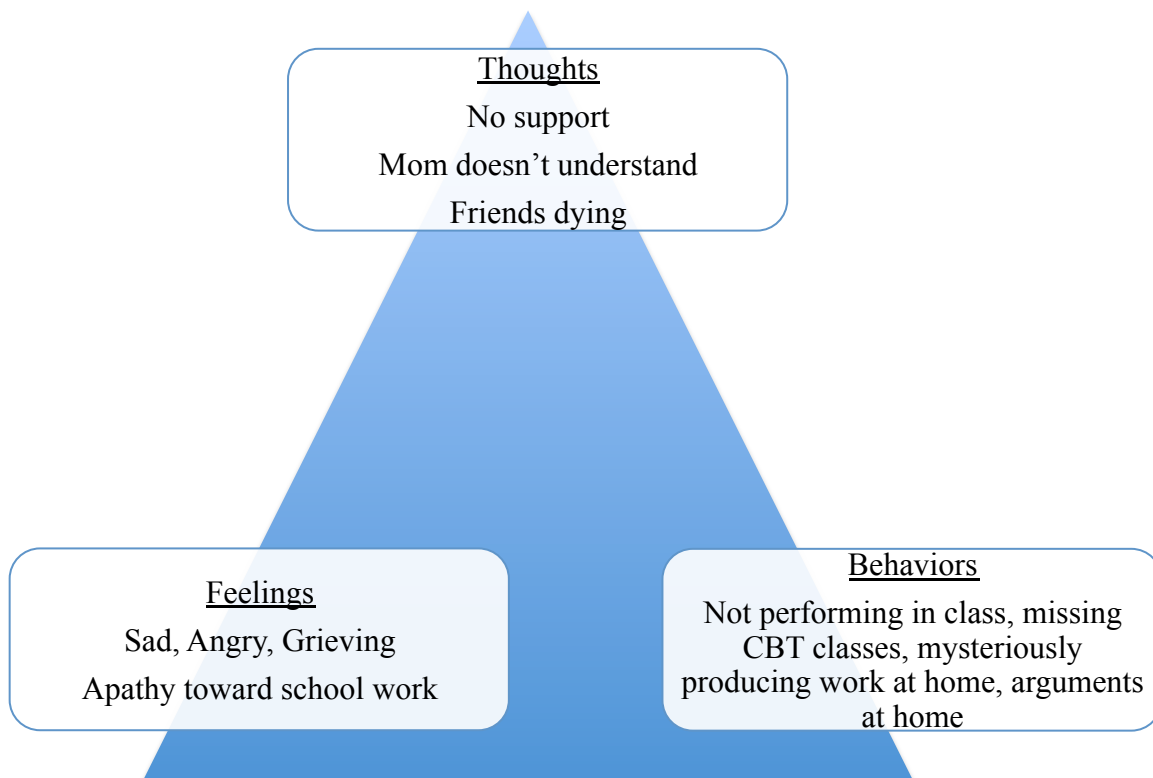 Thoughts
No support
Mom doesn’t understand
Friends dying
Feelings
Sad, Angry, Grieving
Apathy toward school work
Behaviors
Not performing in class, missing
CBT classes, mysteriously
producing work at home, arguments
at home